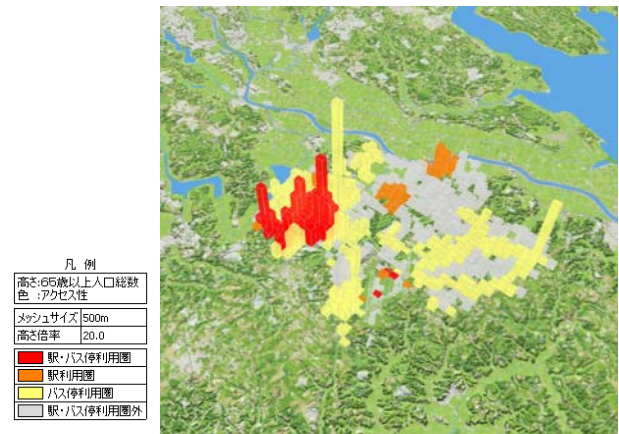 凡 例
高さ:65歳以上人口総数
色 :アクセス性
メッシュサイズ 500m
高さ倍率 20.0
駅・バス停利用圏
駅利用圏
バス停利用圏
駅・バス停利用圏外